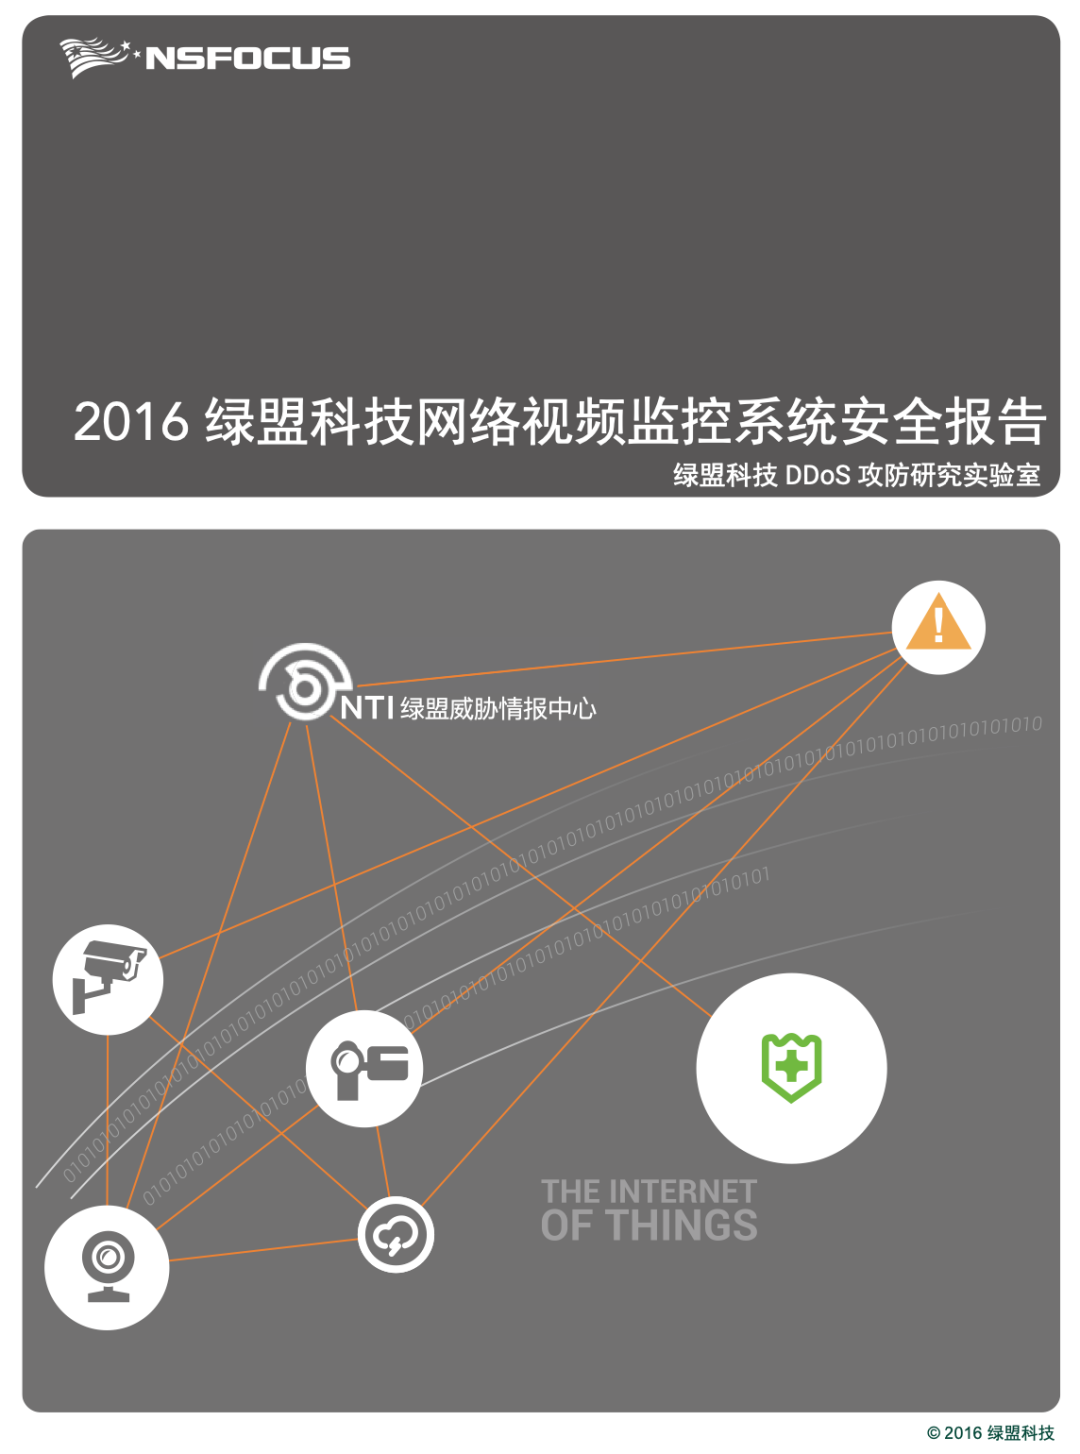 NSFOCUS
2016 绿盟科技网络视频监控系统安全报告
绿盟科技 DDoS 攻防研究实验室
NTI 绿盟威胁情报中心
THE INTERNET
OF THINGS
© 2016 绿盟科技